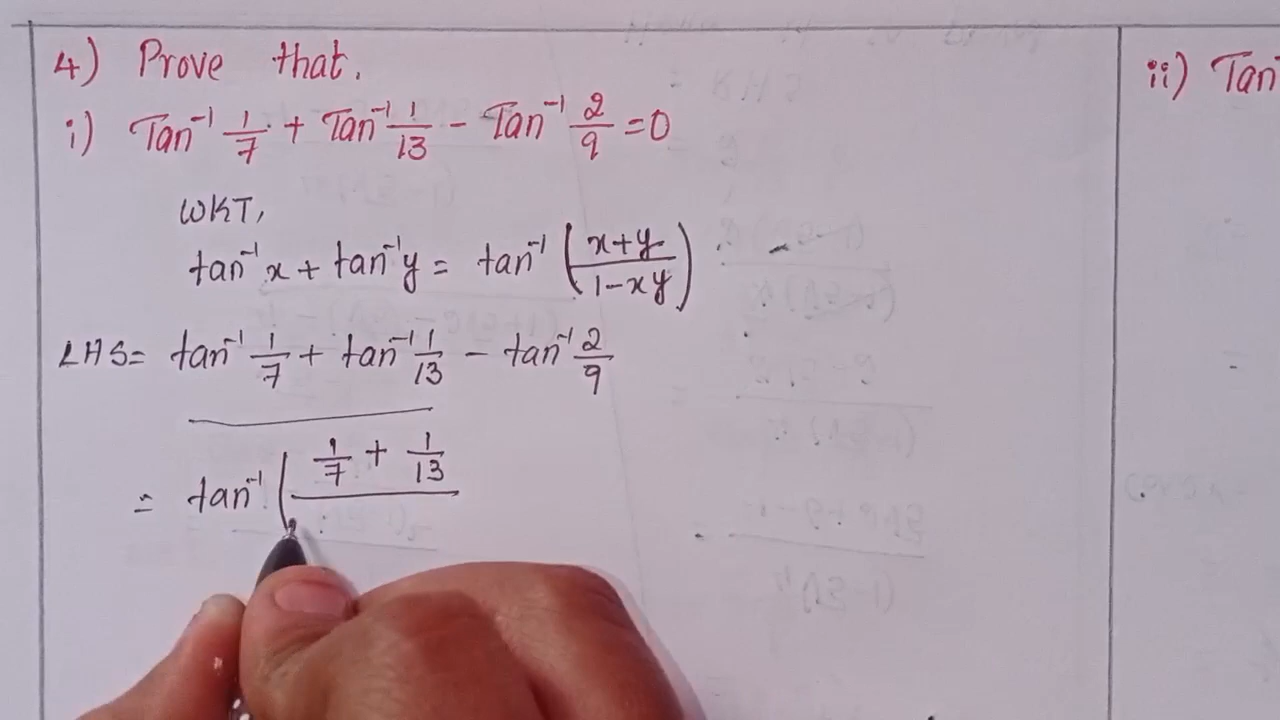 4) Prove that.
i) Tan⁻¹ 1/7 + Tan⁻¹ 1/13 - Tan⁻¹ 2/9 = 0
WKT,
tan⁻¹ x + tan⁻¹ y = tan⁻¹ (x+y/1-xy)
LHS = tan⁻¹ 1/7 + tan⁻¹ 1/13 - tan⁻¹ 2/9
= tan⁻¹ (1/7 + 1/13
ii) Tan⁻